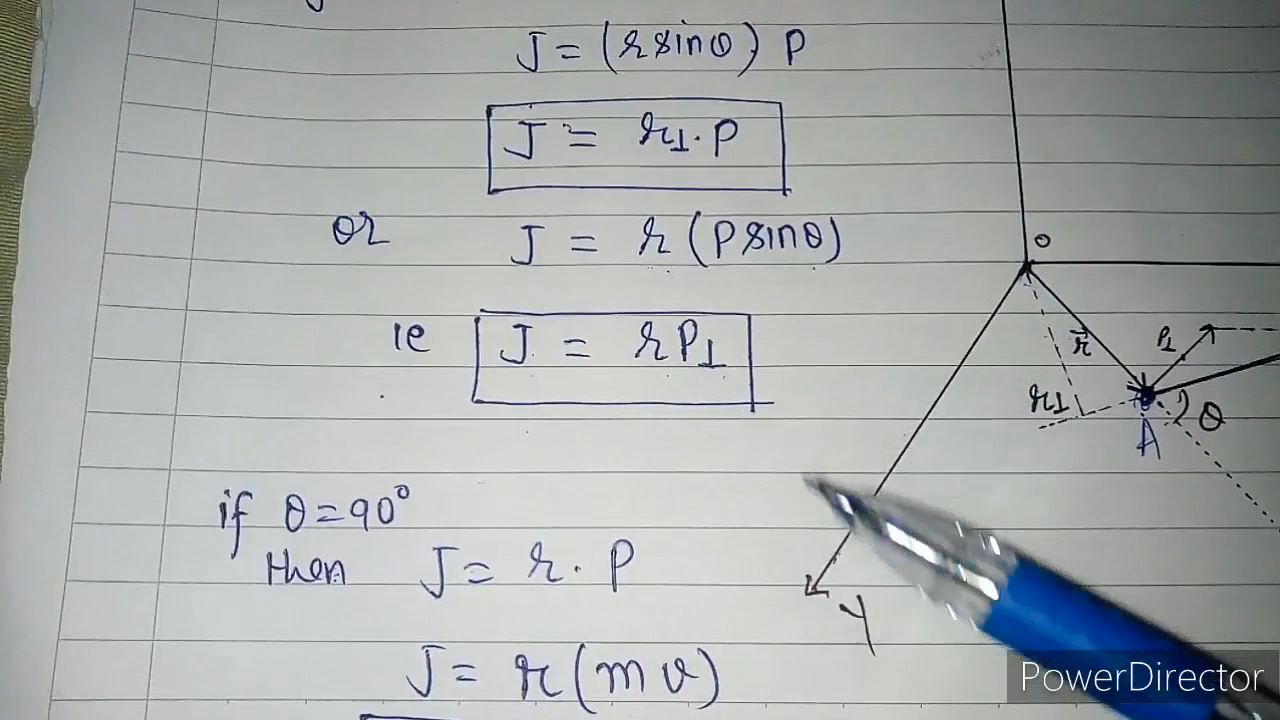 J = (r sinθ) P
J = r⊥. P
or J = r (P sinθ)
ie J = r P⊥
if θ = 90°
then J = r. P
J = r (m v)
O
r⃗
P⊥
r⊥
θ
A
Y
PowerDirector